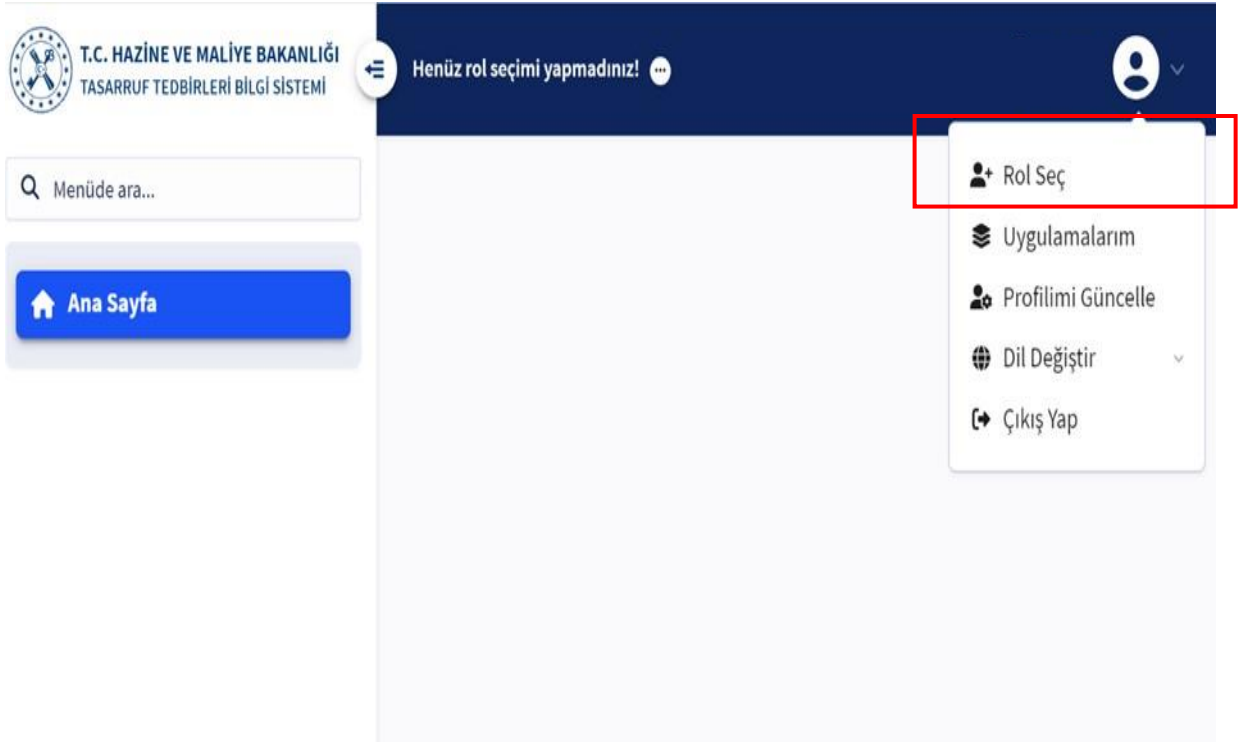 T.C. HAZİNE VE MALİYE BAKANLIĞI
TASARRUF TEDBİRLERİ BİLGİ SİSTEMİ
Henüz rol seçimi yapmadınız!
Menüde ara...
Ana Sayfa
Rol Seç
Uygulamalarım
Profilimi Güncelle
Dil Değiştir
Çıkış Yap